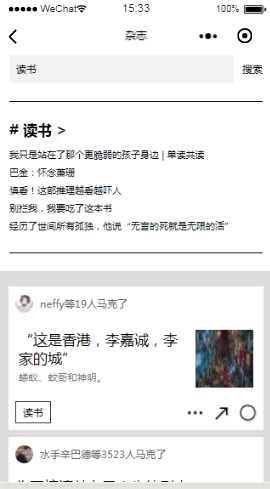 WeChat
15:33
100%
杂志
读书
搜索
# 读书 >
我只是站在了那个更脆弱的孩子身边 | 单读共读
巴金：怀念萧珊
慎看！这部推理越看越吓人
别拦我，我要吃了这本书
经历了世间所有孤独，他说“无言的死就是无限的活”
neffy等19人马克了
“这是香港，李嘉诚，李
家的城”
蝼蚁、蚊哥和神明。
读书
水手辛巴德等3523人马克了